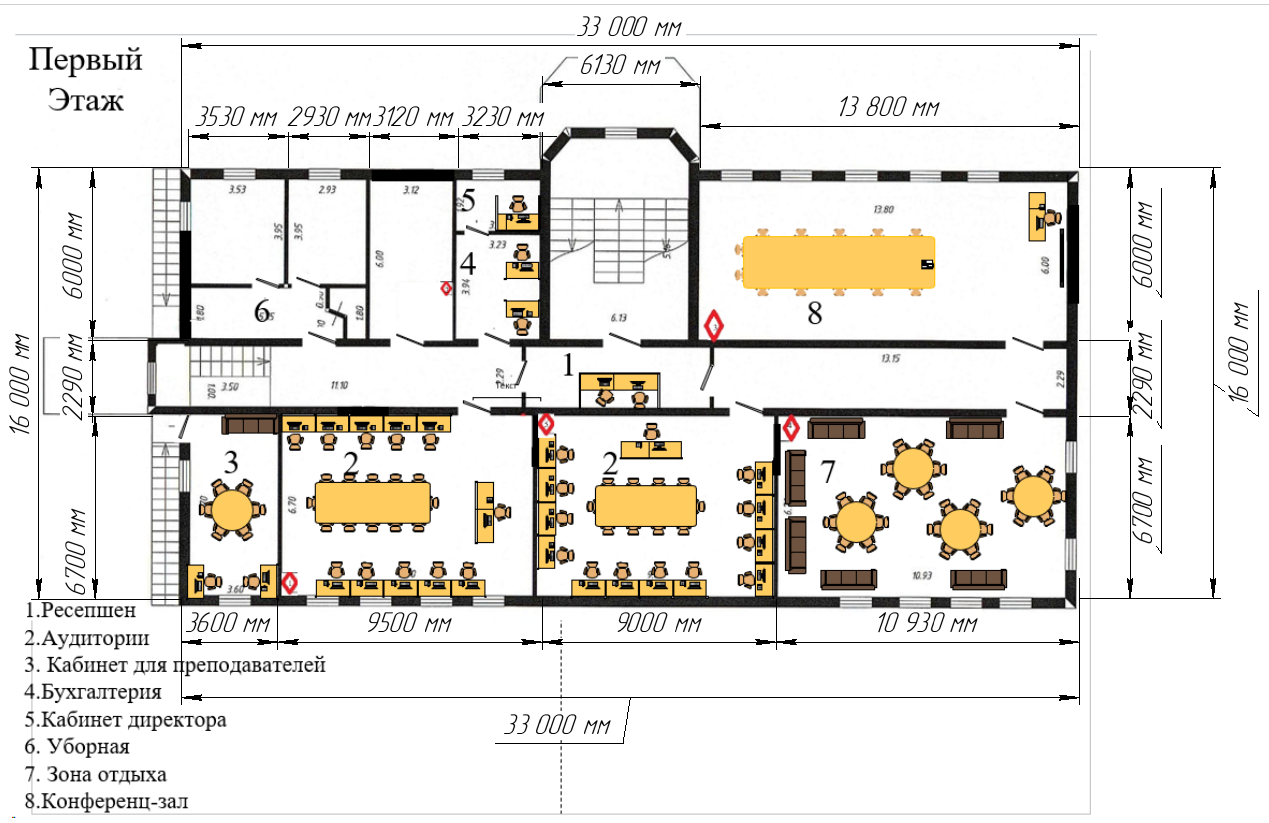 33 000 мм
Первый
Этаж
6130 мм
13 800 мм
3530 мм
2930 мм
3120 мм
3230 мм
3.53
2.93
3.12
5
3.23
4
3.95
3.95
6.00
3.94
13.80
6.00
8
6.13
6000 мм
6000 мм
1.80
6
1.80
10
16 000 мм
2290 мм
3.50
11.10
2.29
Текст
1
13.15
2.29
2290 мм
16 000 мм
3
2
2
7
6.70
6700 мм
3.60
10.93
6700 мм
1.Ресепшен
3600 мм
9500 мм
9000 мм
10 930 мм
2.Аудитории
3. Кабинет для преподавателей
4.Бухгалтерия
5.Кабинет директора
33 000 мм
6. Уборная
7. Зона отдыха
8.Конференц-зал